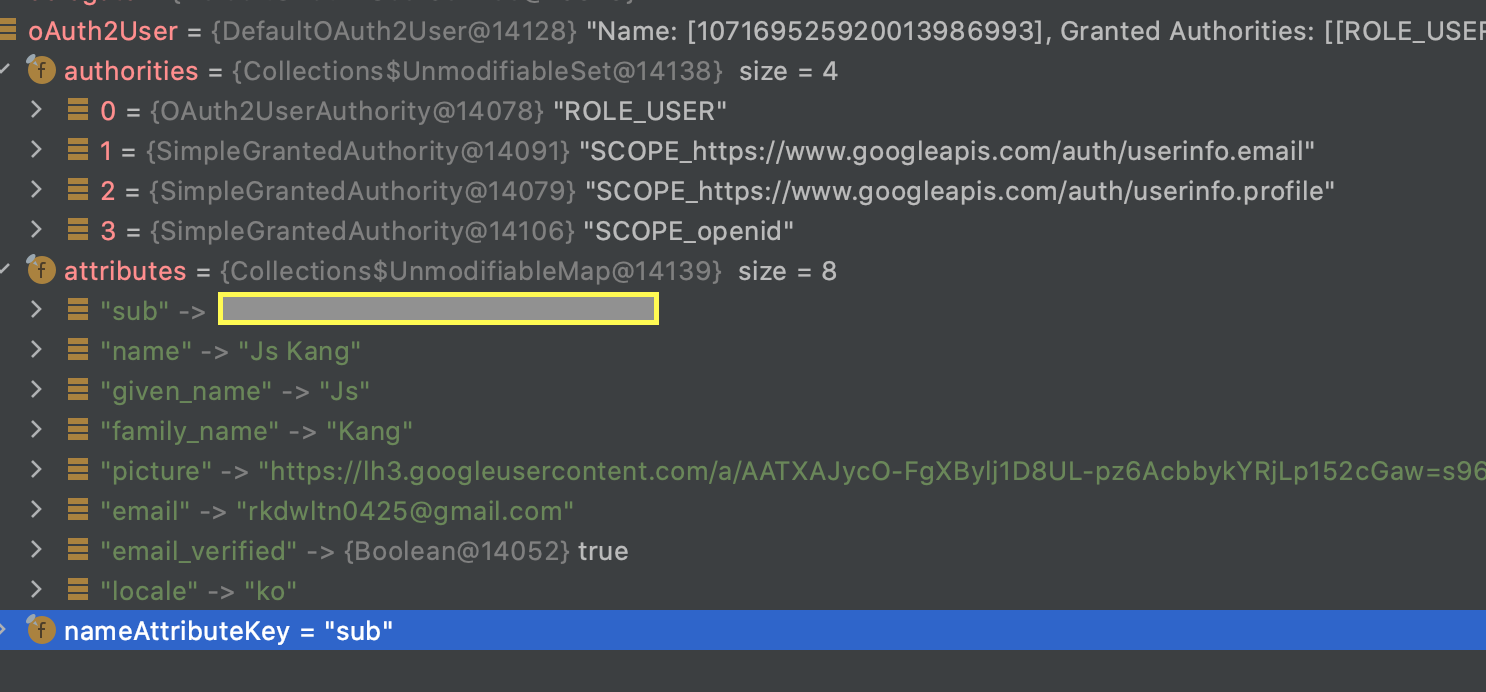 oAuth2User = {DefaultOAuth2User@14128} "Name: [107169525920013986993], Granted Authorities: [[ROLE_USER
f authorities = {Collections$UnmodifiableSet@14138} size = 4
0 = {OAuth2UserAuthority@14078} "ROLE_USER"
1 = {SimpleGrantedAuthority@14091} "SCOPE_https://www.googleapis.com/auth/userinfo.email"
2 = {SimpleGrantedAuthority@14079} "SCOPE_https://www.googleapis.com/auth/userinfo.profile"
3 = {SimpleGrantedAuthority@14106} "SCOPE_openid"
f attributes = {Collections$UnmodifiableMap@14139} size = 8
"sub" ->
"name" -> "Js Kang"
"given_name" -> "Js"
"family_name" -> "Kang"
"picture" -> "https://lh3.googleusercontent.com/a/AATXAJycO-FgXBylj1D8UL-pz6AcbbykYRjLp152cGaw=s96
"email" -> "rkdwltn0425@gmail.com"
"email_verified" -> {Boolean@14052} true
"locale" -> "ko"
f nameAttributeKey = "sub"